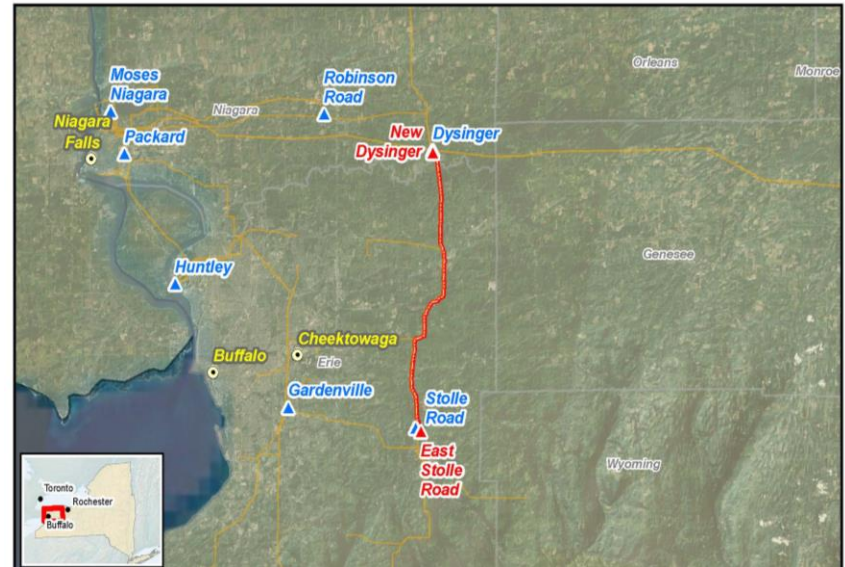 Orleans
Monroe
Moses
Niagara
Robinson
Road
Niagara
Niagara
Falls
Packard
New
Dysinger
Dysinger
Genesee
Huntley
Buffalo
Cheektowaga
Erie
Gardenville
Stolle
Road
East
Stolle
Road
Wyoming
Toronto
Rochester
Buffalo